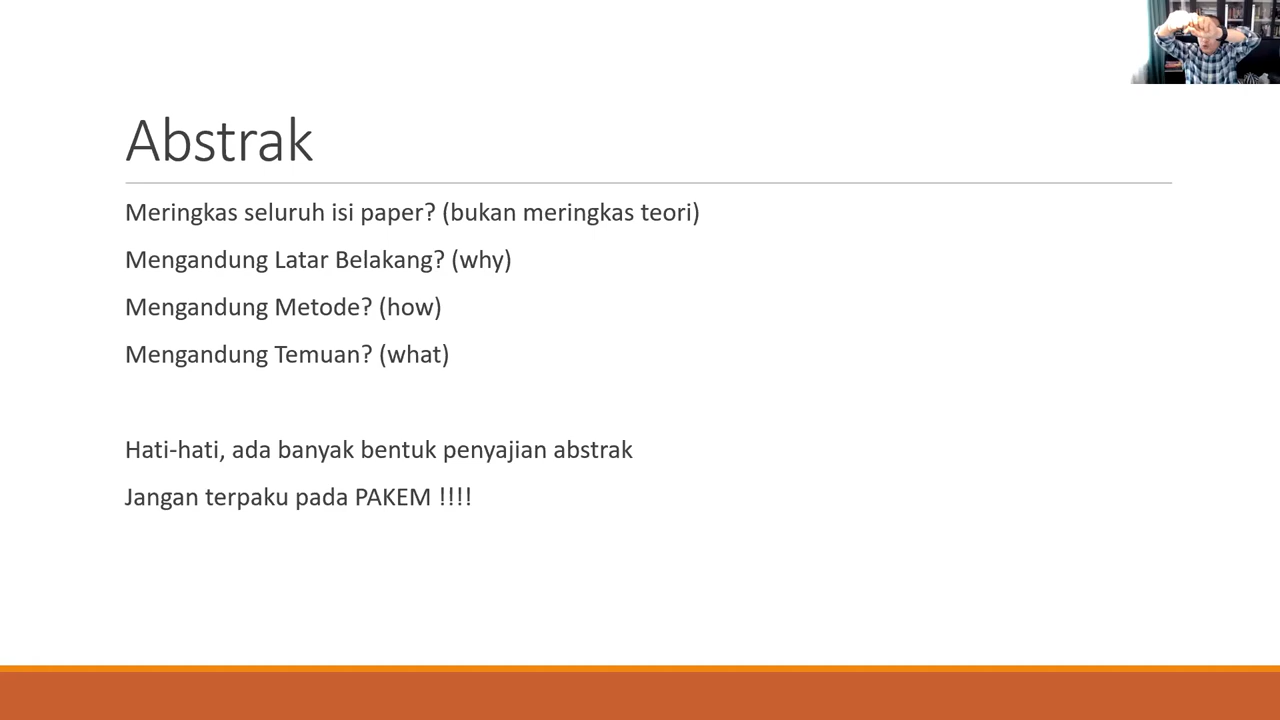 Abstrak
Meringkas seluruh isi paper? (bukan meringkas teori)
Mengandung Latar Belakang? (why)
Mengandung Metode? (how)
Mengandung Temuan? (what)
Hati-hati, ada banyak bentuk penyajian abstrak
Jangan terpaku pada PAKEM !!!!